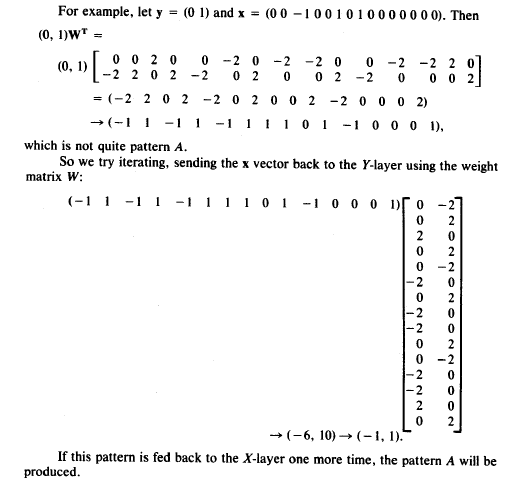 For example, let y = (0 1) and x = (0 0 −1 0 0 1 0 1 0 0 0 0 0 0 0). Then
(0, 1)Wᵀ =
(0, 1) [ 0 0 2 0 0 −2 0 −2 −2 0 0 −2 −2 2 0
−2 2 0 2 −2 0 2 0 0 2 −2 0 0 0 2 ]
= (−2 2 0 2 −2 0 2 0 0 2 −2 0 0 0 2)
→ (−1 1 −1 1 −1 1 1 1 0 1 −1 0 0 0 1),
which is not quite pattern A.
So we try iterating, sending the x vector back to the Y-layer using the weight
matrix W:
(−1 1 −1 1 −1 1 1 1 0 1 −1 0 0 0 1) [ 0 −2
0 2
2 0
0 2
0 −2
−2 0
0 2
−2 0
−2 0
0 2
0 −2
−2 0
−2 0
2 0
0 2 ]
→ (−6, 10) → (−1, 1).
If this pattern is fed back to the X-layer one more time, the pattern A will be
produced.